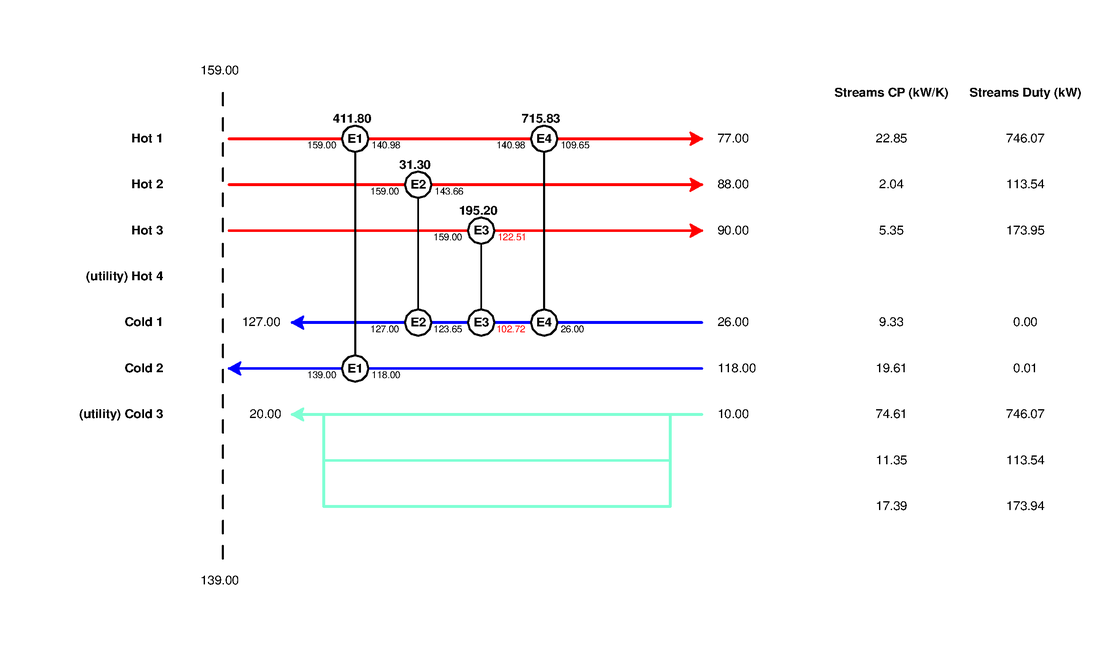 159.00
Streams CP (kW/K) Streams Duty (kW)
411.80 715.83
Hot 1 E1 E4 77.00 22.85 746.07
159.00 140.98 140.98 109.65
31.30
Hot 2 E2 88.00 2.04 113.54
159.00 143.66
195.20
Hot 3 E3 90.00 5.35 173.95
159.00 122.51
(utility) Hot 4
Cold 1 127.00 E2 E3 E4 26.00 9.33 0.00
127.00 123.65 102.72 26.00
Cold 2 E1 118.00 19.61 0.01
139.00 118.00
(utility) Cold 3 20.00 10.00 74.61 746.07
11.35 113.54
17.39 173.94
139.00